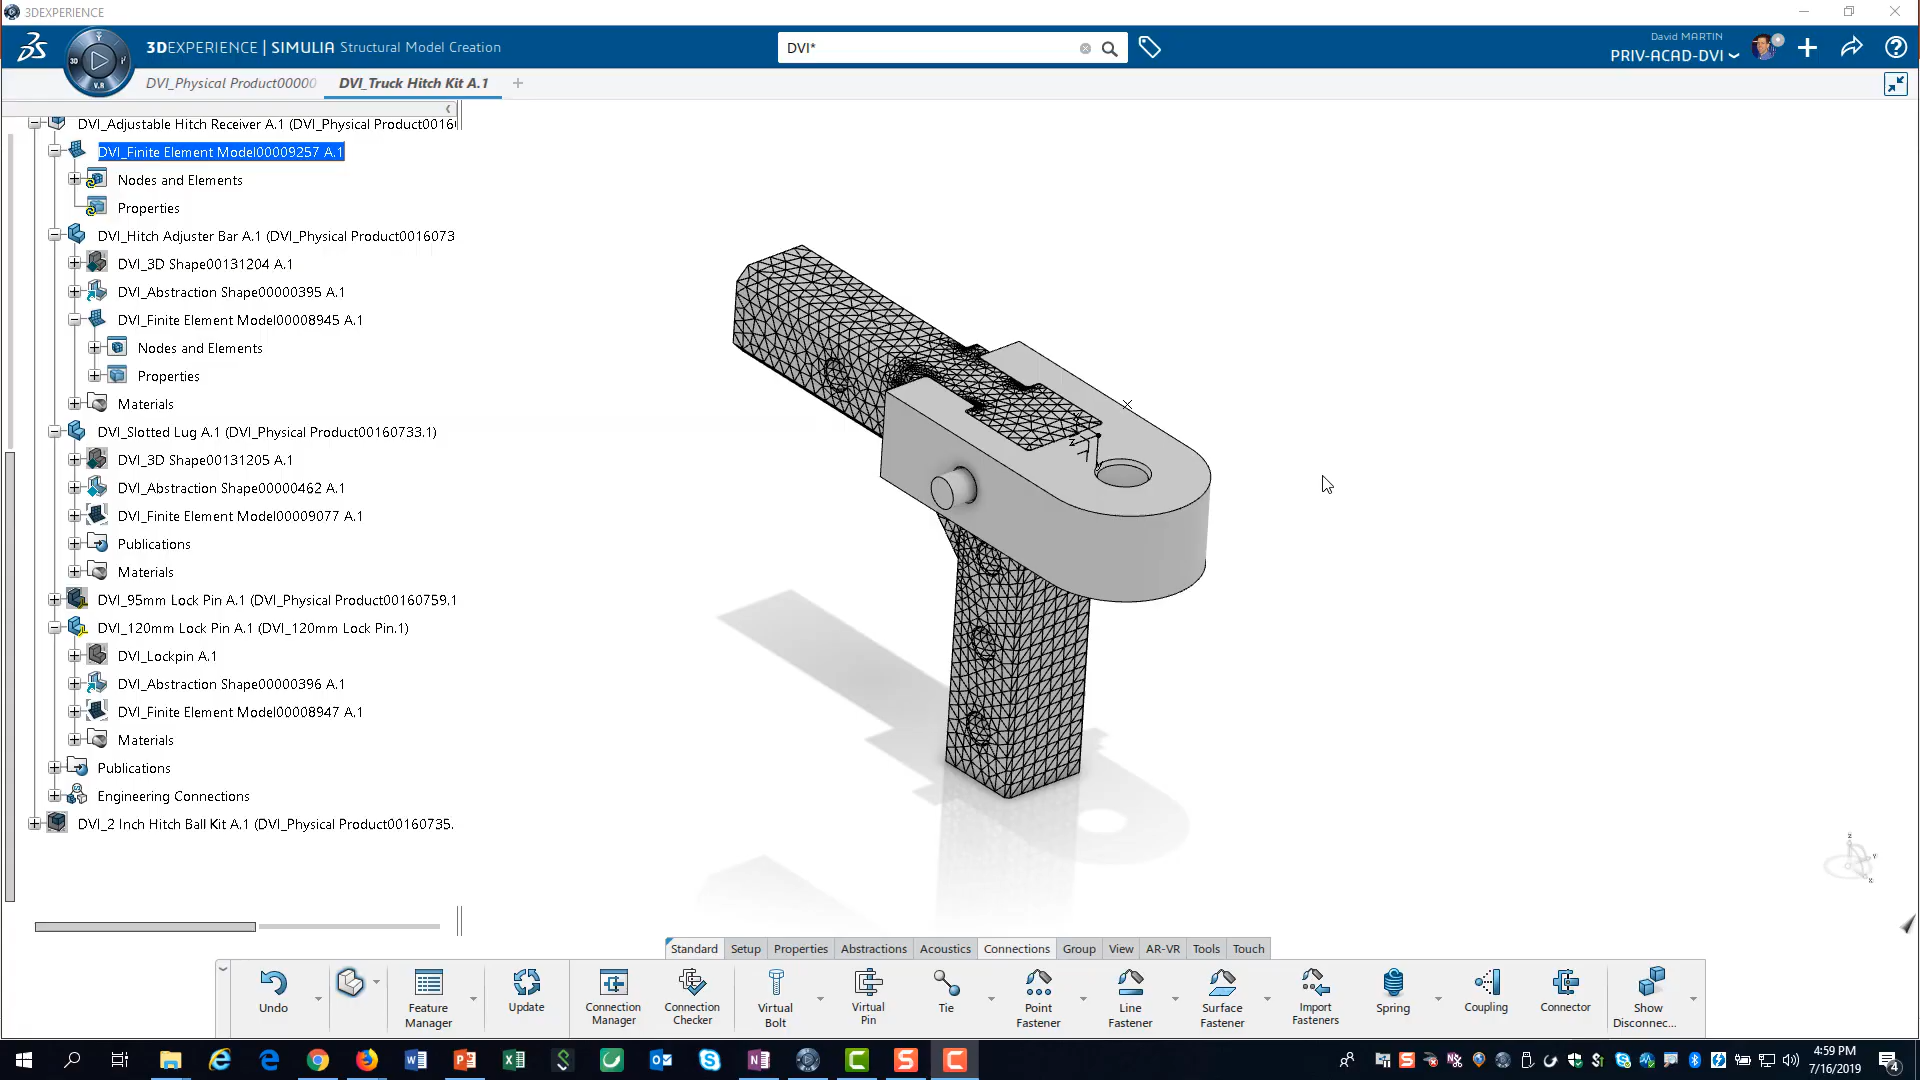 3DEXPERIENCE
3DEXPERIENCE | SIMULIA Structural Model Creation
DVI*
David MARTIN
PRIV-ACAD-DVI
3D
V.R
DVI_Physical Product00000
DVI_Truck Hitch Kit A.1
DVI_Adjustable Hitch Receiver A.1 (DVI_Physical Product0016
DVI_Finite Element Model00009257 A.1
Nodes and Elements
Properties
DVI_Hitch Adjuster Bar A.1 (DVI_Physical Product0016073
DVI_3D Shape00131204 A.1
DVI_Abstraction Shape00000395 A.1
DVI_Finite Element Model00008945 A.1
Nodes and Elements
Properties
Materials
DVI_Slotted Lug A.1 (DVI_Physical Product00160733.1)
DVI_3D Shape00131205 A.1
DVI_Abstraction Shape00000462 A.1
DVI_Finite Element Model00009077 A.1
Publications
Materials
DVI_95mm Lock Pin A.1 (DVI_Physical Product00160759.1
DVI_120mm Lock Pin A.1 (DVI_120mm Lock Pin.1)
DVI_Lockpin A.1
DVI_Abstraction Shape00000396 A.1
DVI_Finite Element Model00008947 A.1
Materials
Publications
Engineering Connections
DVI_2 Inch Hitch Ball Kit A.1 (DVI_Physical Product00160735.
Standard Setup Properties Abstractions Acoustics Connections Group View AR-VR Tools Touch
Undo
Feature Manager
Update
Connection Manager
Connection Checker
Virtual Bolt
Virtual Pin
Tie
Point Fastener
Line Fastener
Surface Fastener
Import Fasteners
Spring
Coupling
Connector
Show Disconnec...
4:59 PM
7/16/2019
4